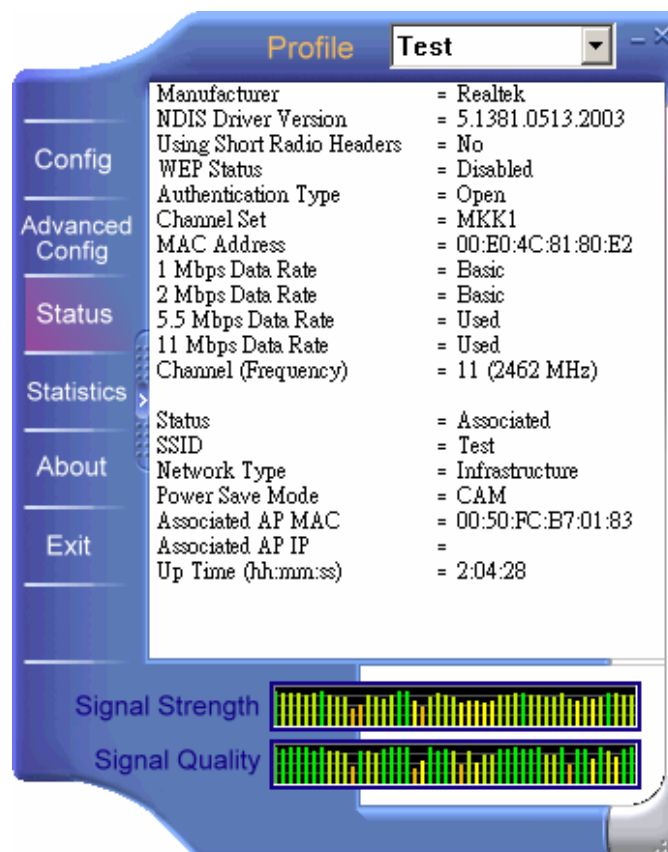 Profile Test
Manufacturer = Realtek
NDIS Driver Version = 5.1381.0513.2003
Using Short Radio Headers = No
WEP Status = Disabled
Authentication Type = Open
Channel Set = MKK1
MAC Address = 00:E0:4C:81:80:E2
1 Mbps Data Rate = Basic
2 Mbps Data Rate = Basic
5.5 Mbps Data Rate = Used
11 Mbps Data Rate = Used
Channel (Frequency) = 11 (2462 MHz)
Status = Associated
SSID = Test
Network Type = Infrastructure
Power Save Mode = CAM
Associated AP MAC = 00:50:FC:B7:01:83
Associated AP IP =
Up Time (hh:mm:ss) = 2:04:28
Config
Advanced
Config
Status
Statistics
About
Exit
Signal Strength
Signal Quality